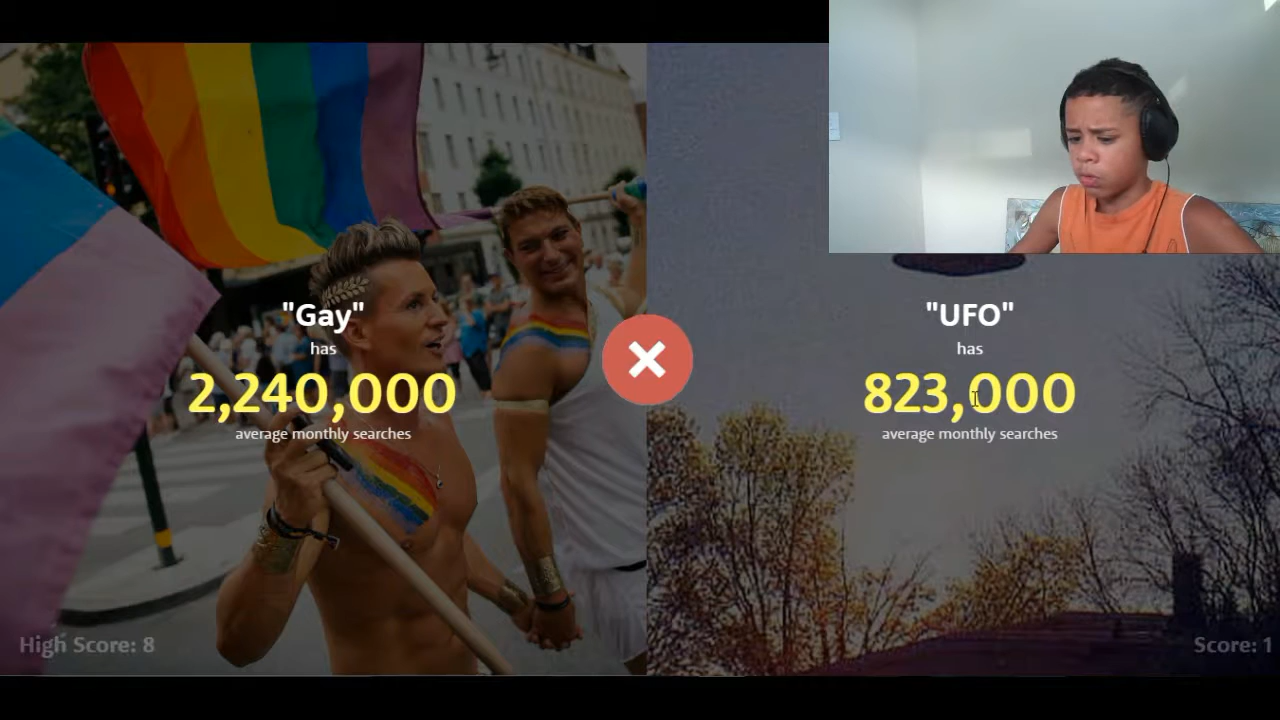 "Gay"
has
2,240,000
average monthly searches
"UFO"
has
823,000
average monthly searches
High Score: 8
Score: 1